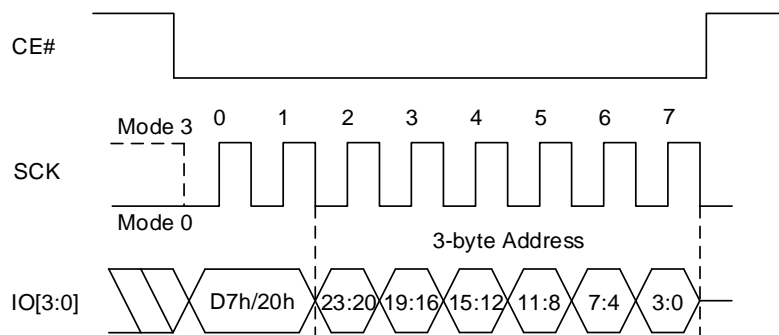 CE#
Mode 3
0 1 2 3 4 5 6 7
SCK
Mode 0
3-byte Address
IO[3:0]
D7h/20h 23:20 19:16 15:12 11:8 7:4 3:0